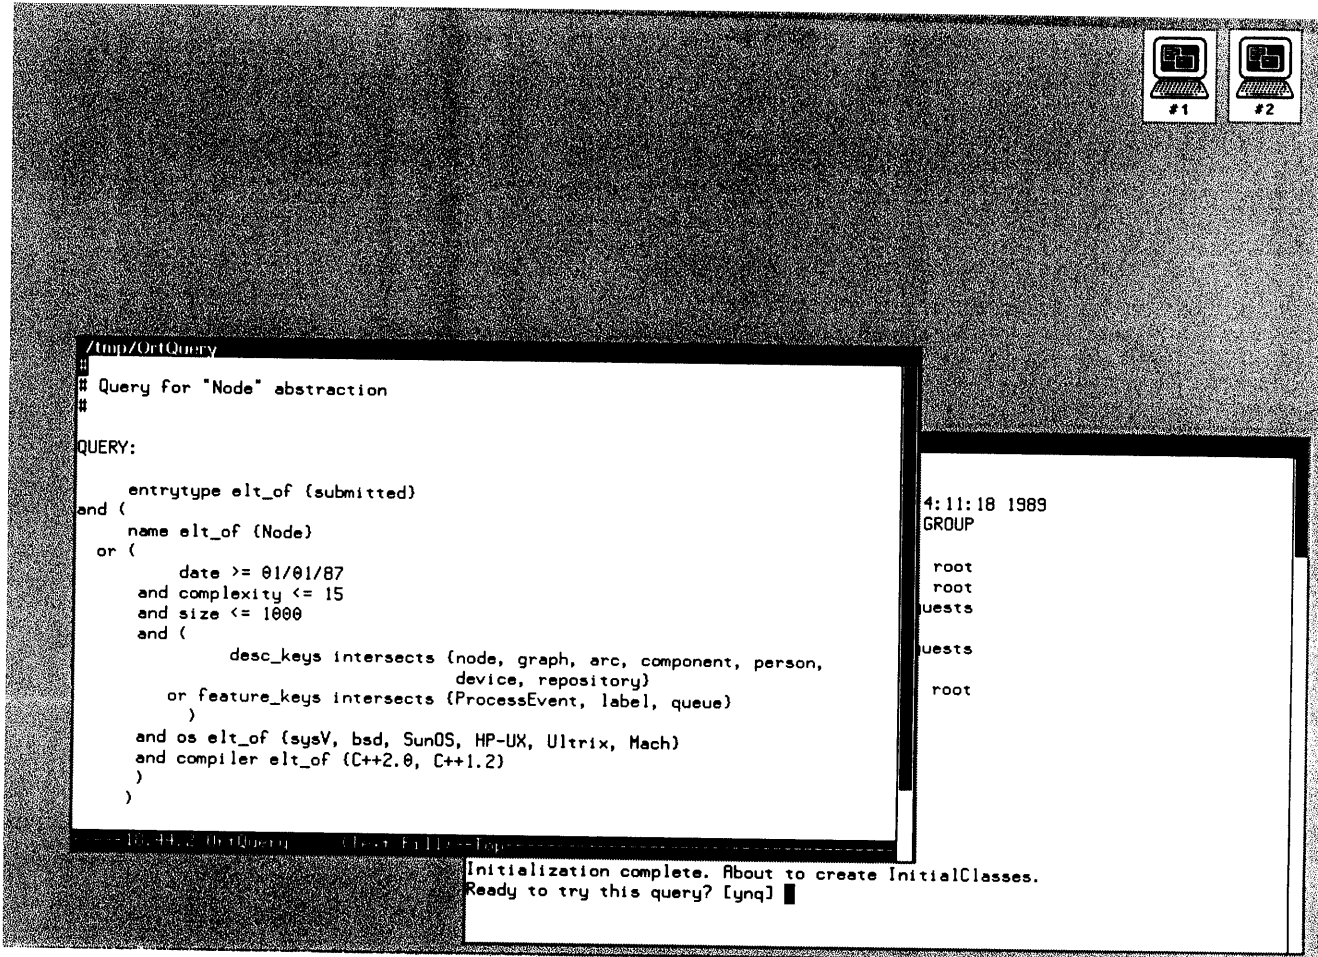 #1
#2
/tmp/OrtQuery
#
# Query for "Node" abstraction
#
QUERY:
entrytype elt_of {submitted}
and (
name elt_of {Node}
or (
date >= 01/01/87
and complexity <= 15
and size <= 1000
and (
desc_keys intersects {node, graph, arc, component, person,
device, repository}
or feature_keys intersects {ProcessEvent, label, queue}
)
and os elt_of {sysV, bsd, SunOS, HP-UX, Ultrix, Mach}
and compiler elt_of {C++2.0, C++1.2}
)
)
OrtQuery
4:11:18 1989
GROUP
root
root
uests
uests
root
Initialization complete. About to create InitialClasses.
Ready to try this query? [ynq]